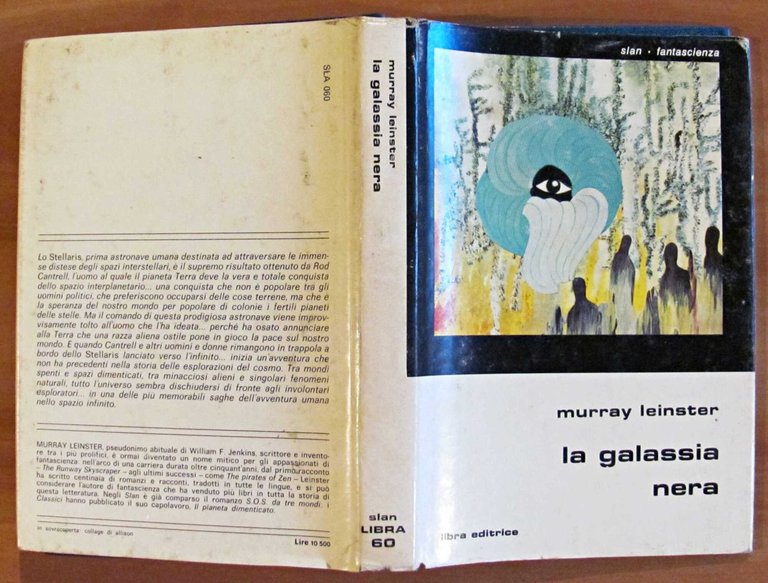 SLA 060
Lo Stellaris, prima astronave umana destinata ad attraversare le immen-
se distese degli spazi interstellari, è il supremo risultato ottenuto da Rod
Cantrell, l'uomo al quale il pianeta Terra deve la vera e totale conquista
dello spazio interplanetario... una conquista che non è popolare tra gli
uomini politici, che preferiscono occuparsi delle cose terrene, ma che è
la speranza del nostro mondo per popolare di colonie i fertili pianeti
delle stelle. Ma il comando di questa prodigiosa astronave viene improv-
visamente tolto all'uomo che l'ha ideata... perché ha osato annunciare
alla Terra che una razza aliena ostile pone in gioco la pace sul nostro
mondo. E quando Cantrell e altri uomini e donne rimangono in trappola a
bordo dello Stellaris lanciato verso l'infinito... inizia un'avventura che
non ha precedenti nella storia delle esplorazioni del cosmo. Tra mondi
spenti e spazi dimenticati, tra minacciosi alieni e singolari fenomeni
naturali, tutto l'universo sembra dischiudersi di fronte agli involontari
esploratori... in una delle più memorabili saghe dell'avventura umana
nello spazio infinito.
MURRAY LEINSTER, pseudonimo abituale di William F. Jenkins, scrittore e invento-
re tra i più prolifici, è ormai diventato un nome mitico per gli appassionati di
fantascienza: nell'arco di una carriera durata oltre cinquant'anni, dal primo racconto
– The Runway Skyscraper – agli ultimi successi – come The pirates of Zen – Leinster
ha scritto centinaia di romanzi e racconti, tradotti in tutte le lingue, e si può
considerare l'autore di fantascienza che ha venduto più libri in tutta la storia di
questa letteratura. Negli Slan è già comparso il romanzo S.O.S. da tre mondi. i
Classici hanno pubblicato il suo capolavoro, Il pianeta dimenticato.
in sovracoperta: collage di allison
Lire 10 500
murray leinster
la galassia nera
slan
LIBRA
60
slan · fantascienza
murray leinster
la galassia
nera
libra editrice